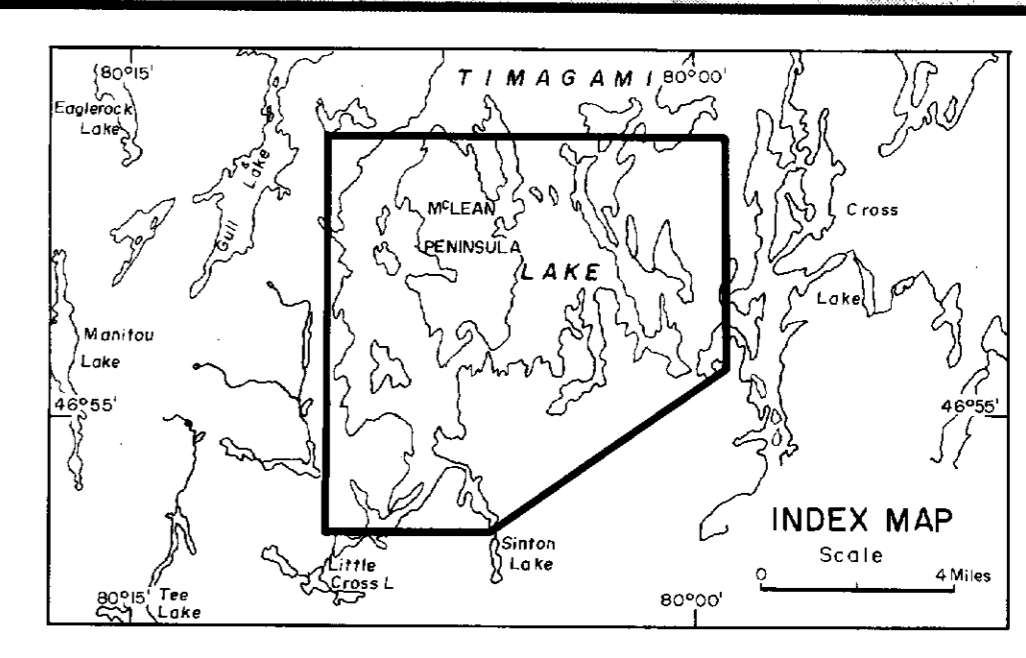 80°15'
TIMAGAMI
80°00'
Eaglerock
Lake
Gull Lake
McLEAN
PENINSULA
Cross
LAKE
Lake
Manitou
Lake
46°55'
46°55'
INDEX MAP
Scale
0 4 Miles
Sinton
Lake
Little
Cross L
80°15'
Tee
Lake
80°00'